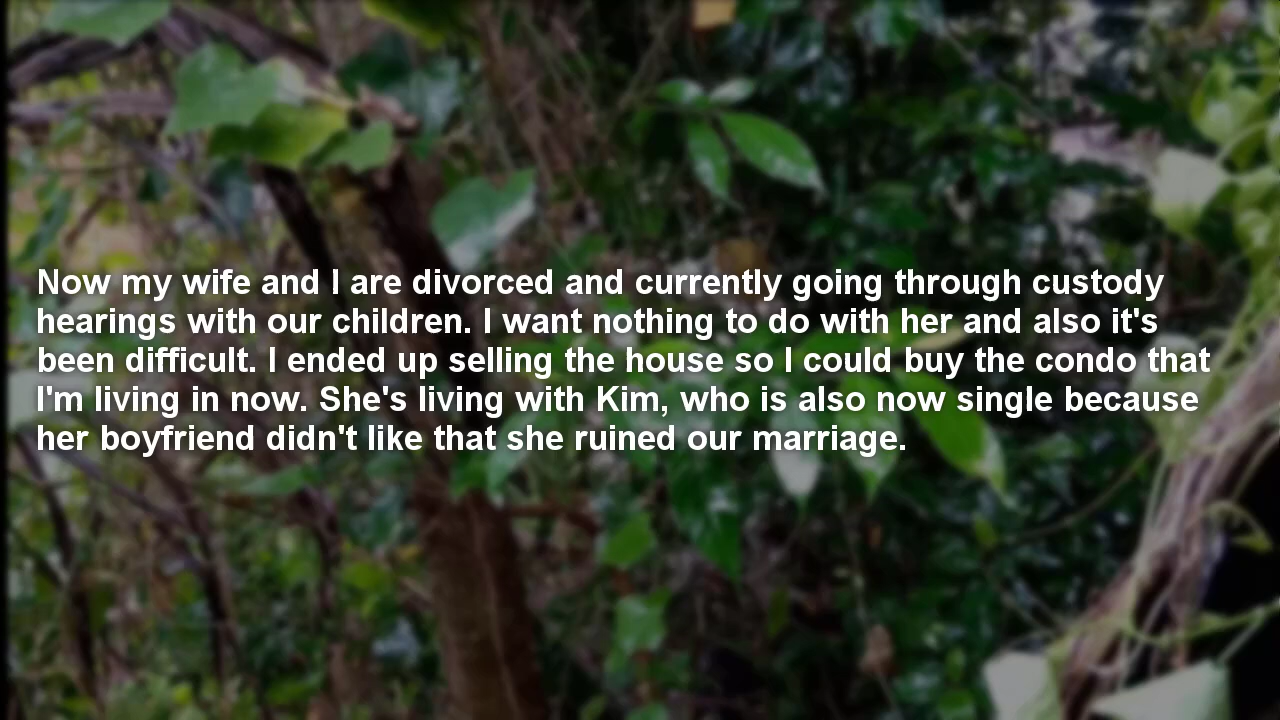 Now my wife and I are divorced and currently going through custody
hearings with our children. I want nothing to do with her and also it's
been difficult. I ended up selling the house so I could buy the condo that
I'm living in now. She's living with Kim, who is also now single because
her boyfriend didn't like that she ruined our marriage.